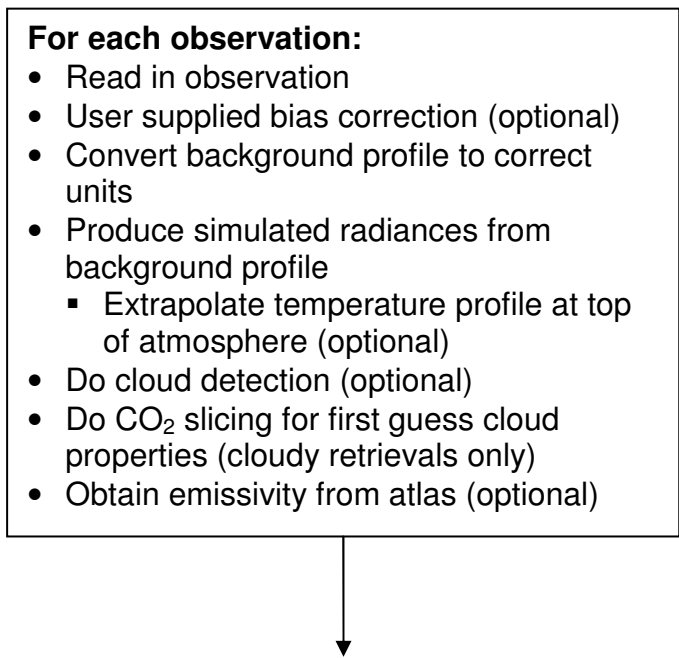 For each observation:
• Read in observation
• User supplied bias correction (optional)
• Convert background profile to correct
units
• Produce simulated radiances from
background profile
▪ Extrapolate temperature profile at top
of atmosphere (optional)
• Do cloud detection (optional)
• Do CO₂ slicing for first guess cloud
properties (cloudy retrievals only)
• Obtain emissivity from atlas (optional)